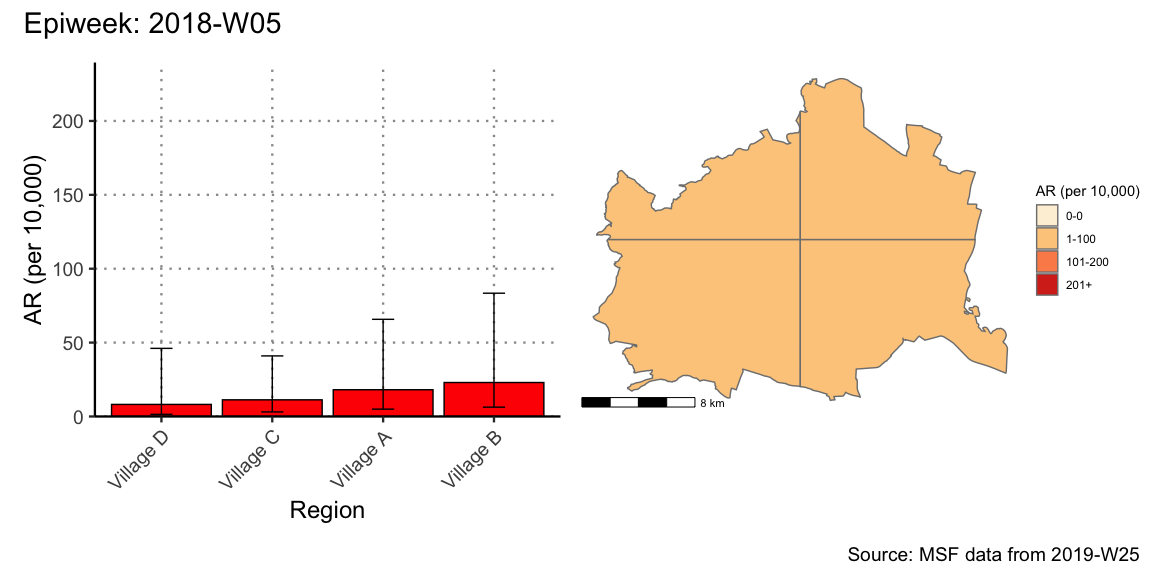 Epiweek: 2018-W05
AR (per 10,000)
200
150
100
50
0
Village D
Village C
Village A
Village B
Region
AR (per 10,000)
0-0
1-100
101-200
201+
8 km
Source: MSF data from 2019-W25